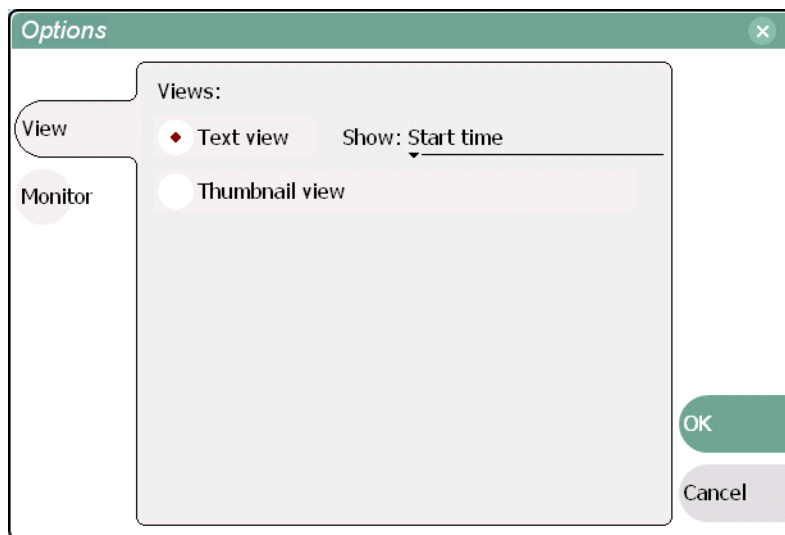 Options
View
Monitor
Views:
Text view
Show: Start time
Thumbnail view
OK
Cancel